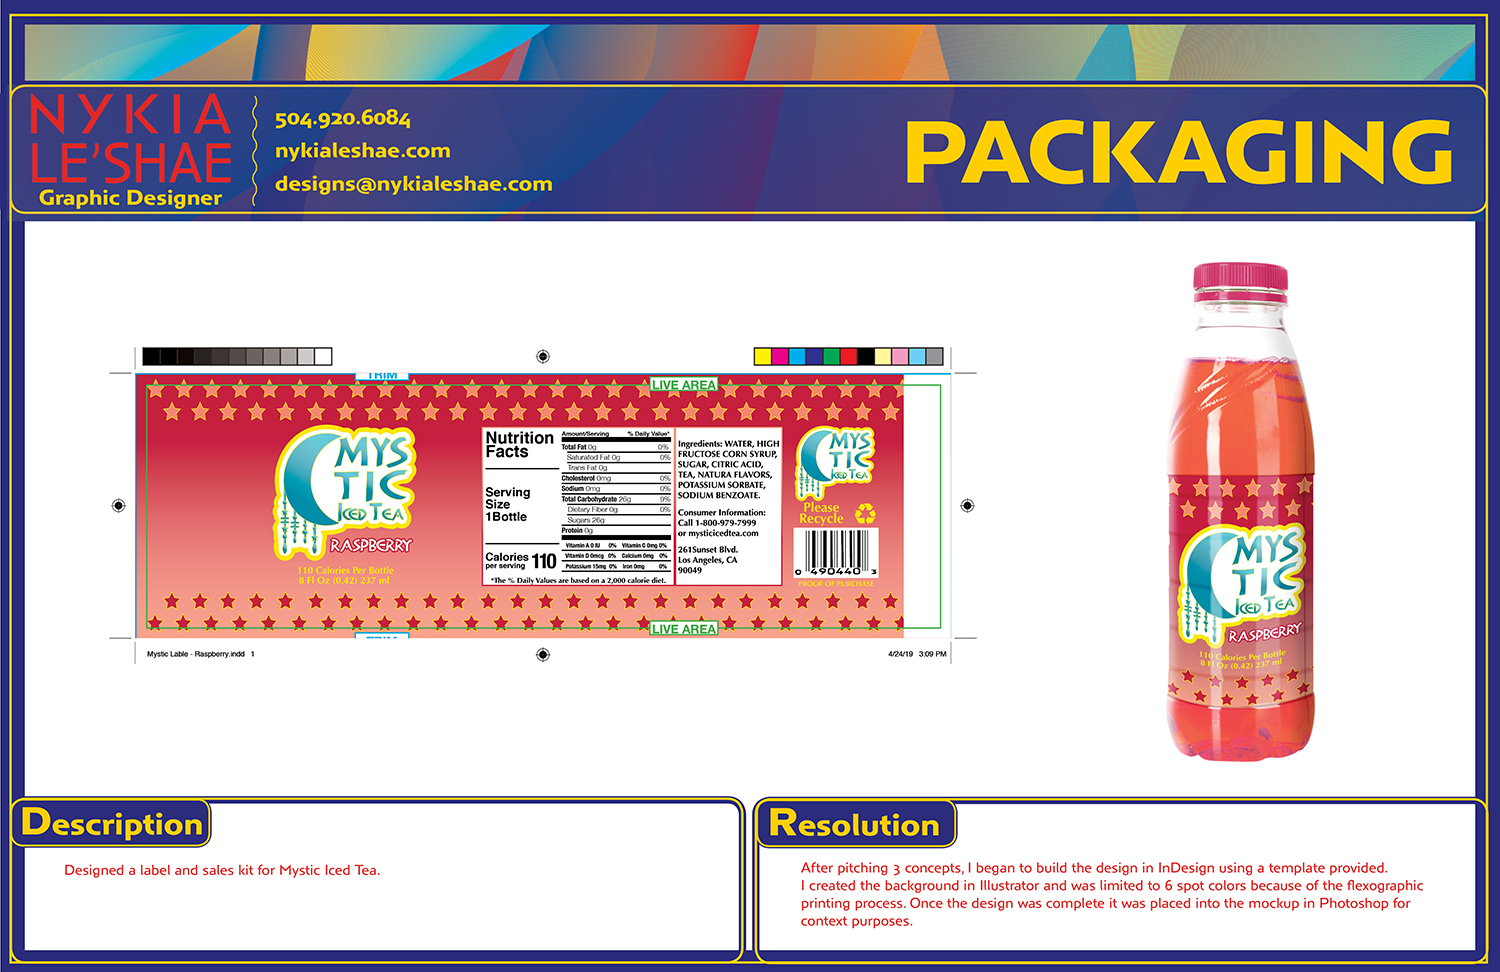 NYKIA
LE'SHAE
Graphic Designer
504.920.6084
nykialeshae.com
designs@nykialeshae.com
PACKAGING
TRIM
LIVE AREA
MYS
TIC
ICED TEA
RASPBERRY
110 Calories Per Bottle
8 Fl Oz (0.42) 237 ml
Nutrition
Facts
Serving
Size
1Bottle
Calories
per serving 110
Amount/Serving % Daily Value*
Total Fat 0g 0%
Saturated Fat 0g 0%
Trans Fat 0g
Cholesterol 0mg 0%
Sodium 0mg 0%
Total Carbohydrate 26g 9%
Dietary Fiber 0g 0%
Sugars 26g
Protein 0g
Vitamin A 0 IU 0% Vitamin C 0mg 0%
Vitamin D 0mcg 0% Calcium 0mg 0%
Potassium 15mg 0% Iron 0mg 0%
*The % Daily Values are based on a 2,000 calorie diet.
Ingredients: WATER, HIGH
FRUCTOSE CORN SYRUP,
SUGAR, CITRIC ACID,
TEA, NATURA FLAVORS,
POTASSIUM SORBATE,
SODIUM BENZOATE.
Consumer Information:
Call 1-800-979-7999
or mysticicedtea.com
261Sunset Blvd.
Los Angeles, CA
90049
MYS
TIC
ICED TEA
Please
Recycle
0 490440 3
PROOF OF PURCHASE
TRIM
LIVE AREA
Mystic Lable - Raspberry.indd 1
4/24/19 3:09 PM
MYS
TIC
ICED TEA
RASPBERRY
110 Calories Per Bottle
8 Fl Oz (0.42) 237 ml
Description
Designed a label and sales kit for Mystic Iced Tea.
Resolution
After pitching 3 concepts, I began to build the design in InDesign using a template provided.
I created the background in Illustrator and was limited to 6 spot colors because of the flexographic
printing process. Once the design was complete it was placed into the mockup in Photoshop for
context purposes.